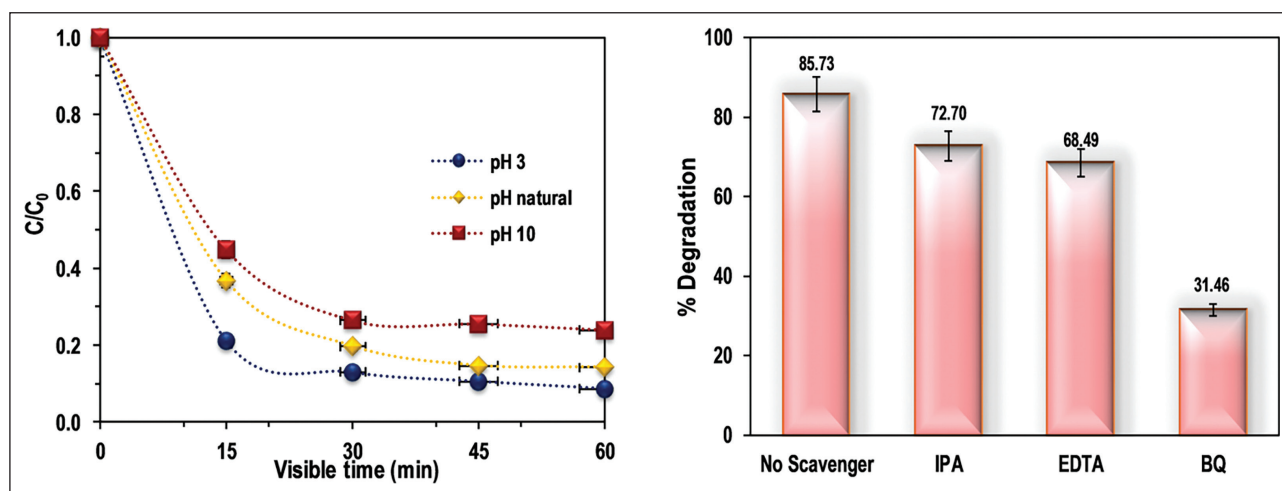 1.0
0.8
0.6
0.4
0.2
0.0
C/C0
pH 3
pH natural
pH 10
0 15 30 45 60
Visible time (min)
100
80
60
40
20
0
% Degradation
85.73
72.70
68.49
31.46
No Scavenger IPA EDTA BQ